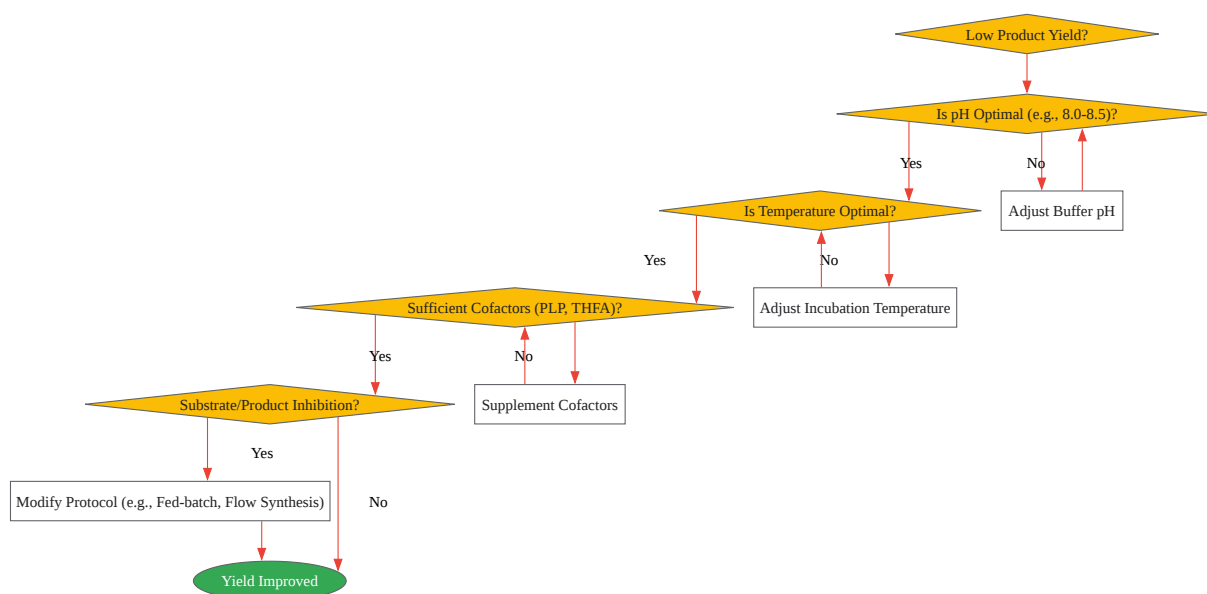 Low Product Yield?
Is pH Optimal (e.g., 8.0-8.5)?
Yes
No
Is Temperature Optimal?
Adjust Buffer pH
Yes
No
Sufficient Cofactors (PLP, THFA)?
Adjust Incubation Temperature
Yes
No
Substrate/Product Inhibition?
Supplement Cofactors
Yes
Modify Protocol (e.g., Fed-batch, Flow Synthesis)
No
Yield Improved